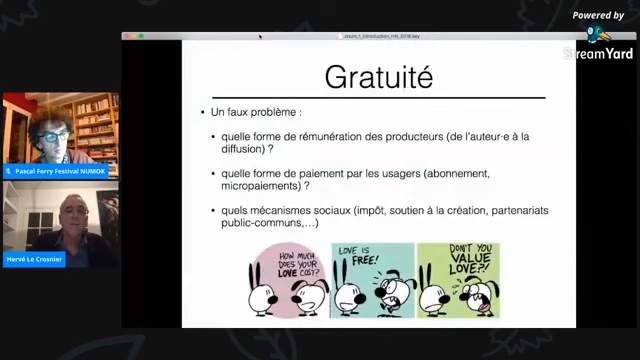 Powered by
StreamYard
cours_1_introduction_HN_2018.key
Gratuité
• Un faux problème :
• quelle forme de rémunération des producteurs (de l'auteur·e à la
diffusion) ?
• quelle forme de paiement par les usagers (abonnement,
micropaiements) ?
• quels mécanismes sociaux (impôt, soutien à la création, partenariats
public-communs,...)
HOW MUCH
DOES YOUR
LOVE COST?
LOVE IS
FREE!
DON'T YOU
VALUE
LOVE?!
Pascal Ferry Festival NUMOK
Hervé Le Crosnier